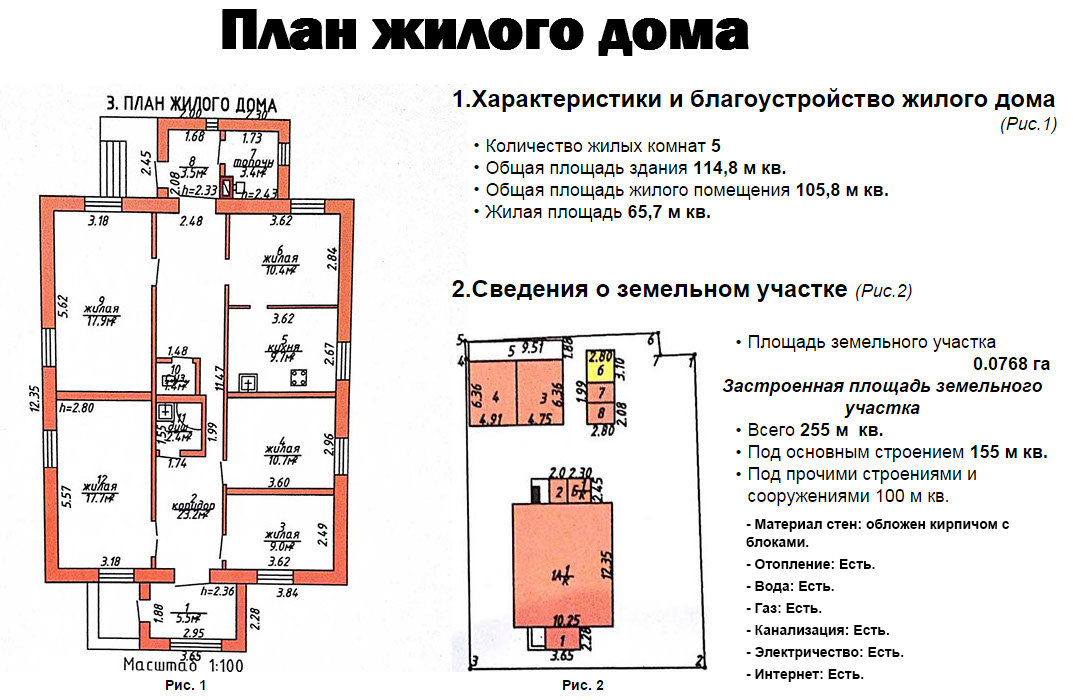 План жилого дома
3. ПЛАН ЖИЛОГО ДОМА
2.00 2.30
1.68 1.73
2.45
8
3.5м²
7
топочн
3.4м²
2.08
h=2.33 h=2.43
3.18 2.48 3.62
6
жилая
10.4м²
2.84
5.62
9
жилая
17.9м²
3.62
5
кухня
9.7м²
2.67
1.48
10
1.4м²
11.47
12.35
h=2.80
11
душ
2.4м²
1.55
1.99
1.74
4
жилая
10.7м²
2.96
3.60
5.57
12
жилая
17.7м²
2
коридор
23.2м²
3
жилая
9.0м²
2.49
3.18 3.62
h=2.36 3.84
1.88
1
5.5м²
2.28
2.95
3.65
Масштаб 1:100
Рис. 1
1.Характеристики и благоустройство жилого дома
(Рис.1)
• Количество жилых комнат 5
• Общая площадь здания 114,8 м кв.
• Общая площадь жилого помещения 105,8 м кв.
• Жилая площадь 65,7 м кв.
2.Сведения о земельном участке (Рис.2)
5 6
5 9.51 1.88
4 7 1
2.80
6
3.10
6.36 4 3 6.36
1.99
7
8
2.08
4.91 4.75
2.80
2.0 2.30
2
2.45
12.35
10.25
1
2.28
3.65
3 2
Рис. 2
• Площадь земельного участка
0.0768 га
Застроенная площадь земельного
участка
• Всего 255 м кв.
• Под основным строением 155 м кв.
• Под прочими строениями и
сооружениями 100 м кв.
- Материал стен: обложен кирпичом с
блоками.
- Отопление: Есть.
- Вода: Есть.
- Газ: Есть.
- Канализация: Есть.
- Электричество: Есть.
- Интернет: Есть.